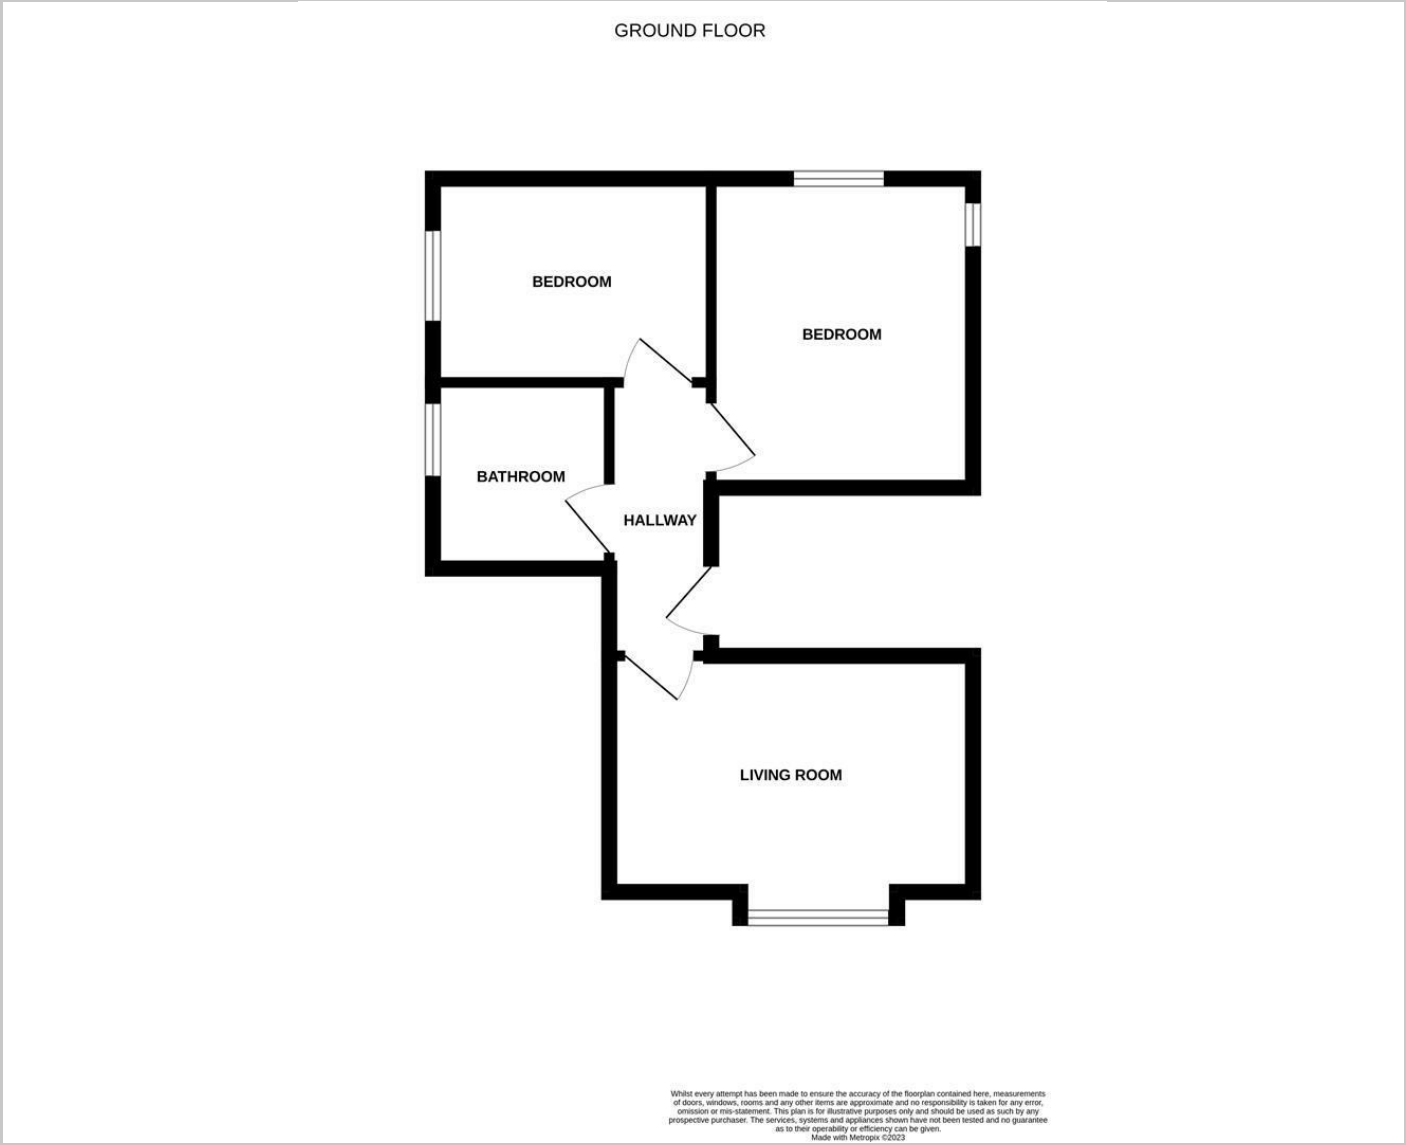 GROUND FLOOR
BEDROOM
BEDROOM
BATHROOM
HALLWAY
LIVING ROOM
Whilst every attempt has been made to ensure the accuracy of the floorplan contained here, measurements
of doors, windows, rooms and any other items are approximate and no responsibility is taken for any error,
omission or mis-statement. This plan is for illustrative purposes only and should be used as such by any
prospective purchaser. The services, systems and appliances shown have not been tested and no guarantee
as to their operability or efficiency can be given.
Made with Metropix ©2023